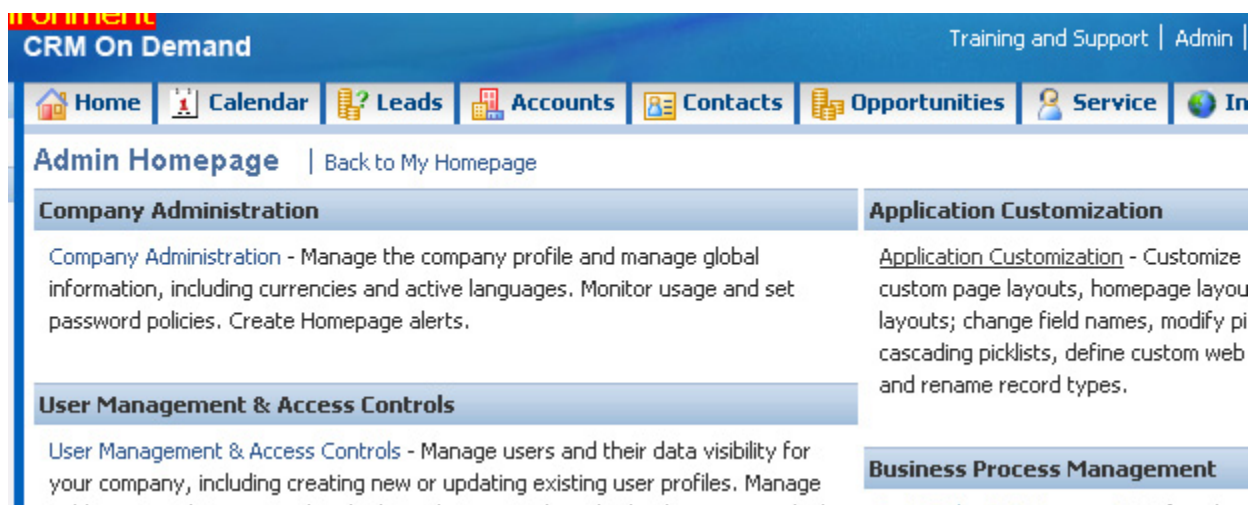 CRM On Demand
Training and Support | Admin |
Home
Calendar
Leads
Accounts
Contacts
Opportunities
Service
Admin Homepage | Back to My Homepage
Company Administration
Company Administration - Manage the company profile and manage global
information, including currencies and active languages. Monitor usage and set
password policies. Create Homepage alerts.
User Management & Access Controls
User Management & Access Controls - Manage users and their data visibility for
your company, including creating new or updating existing user profiles. Manage
Application Customization
Application Customization - Customize
custom page layouts, homepage layou
layouts; change field names, modify pi
cascading picklists, define custom web
and rename record types.
Business Process Management